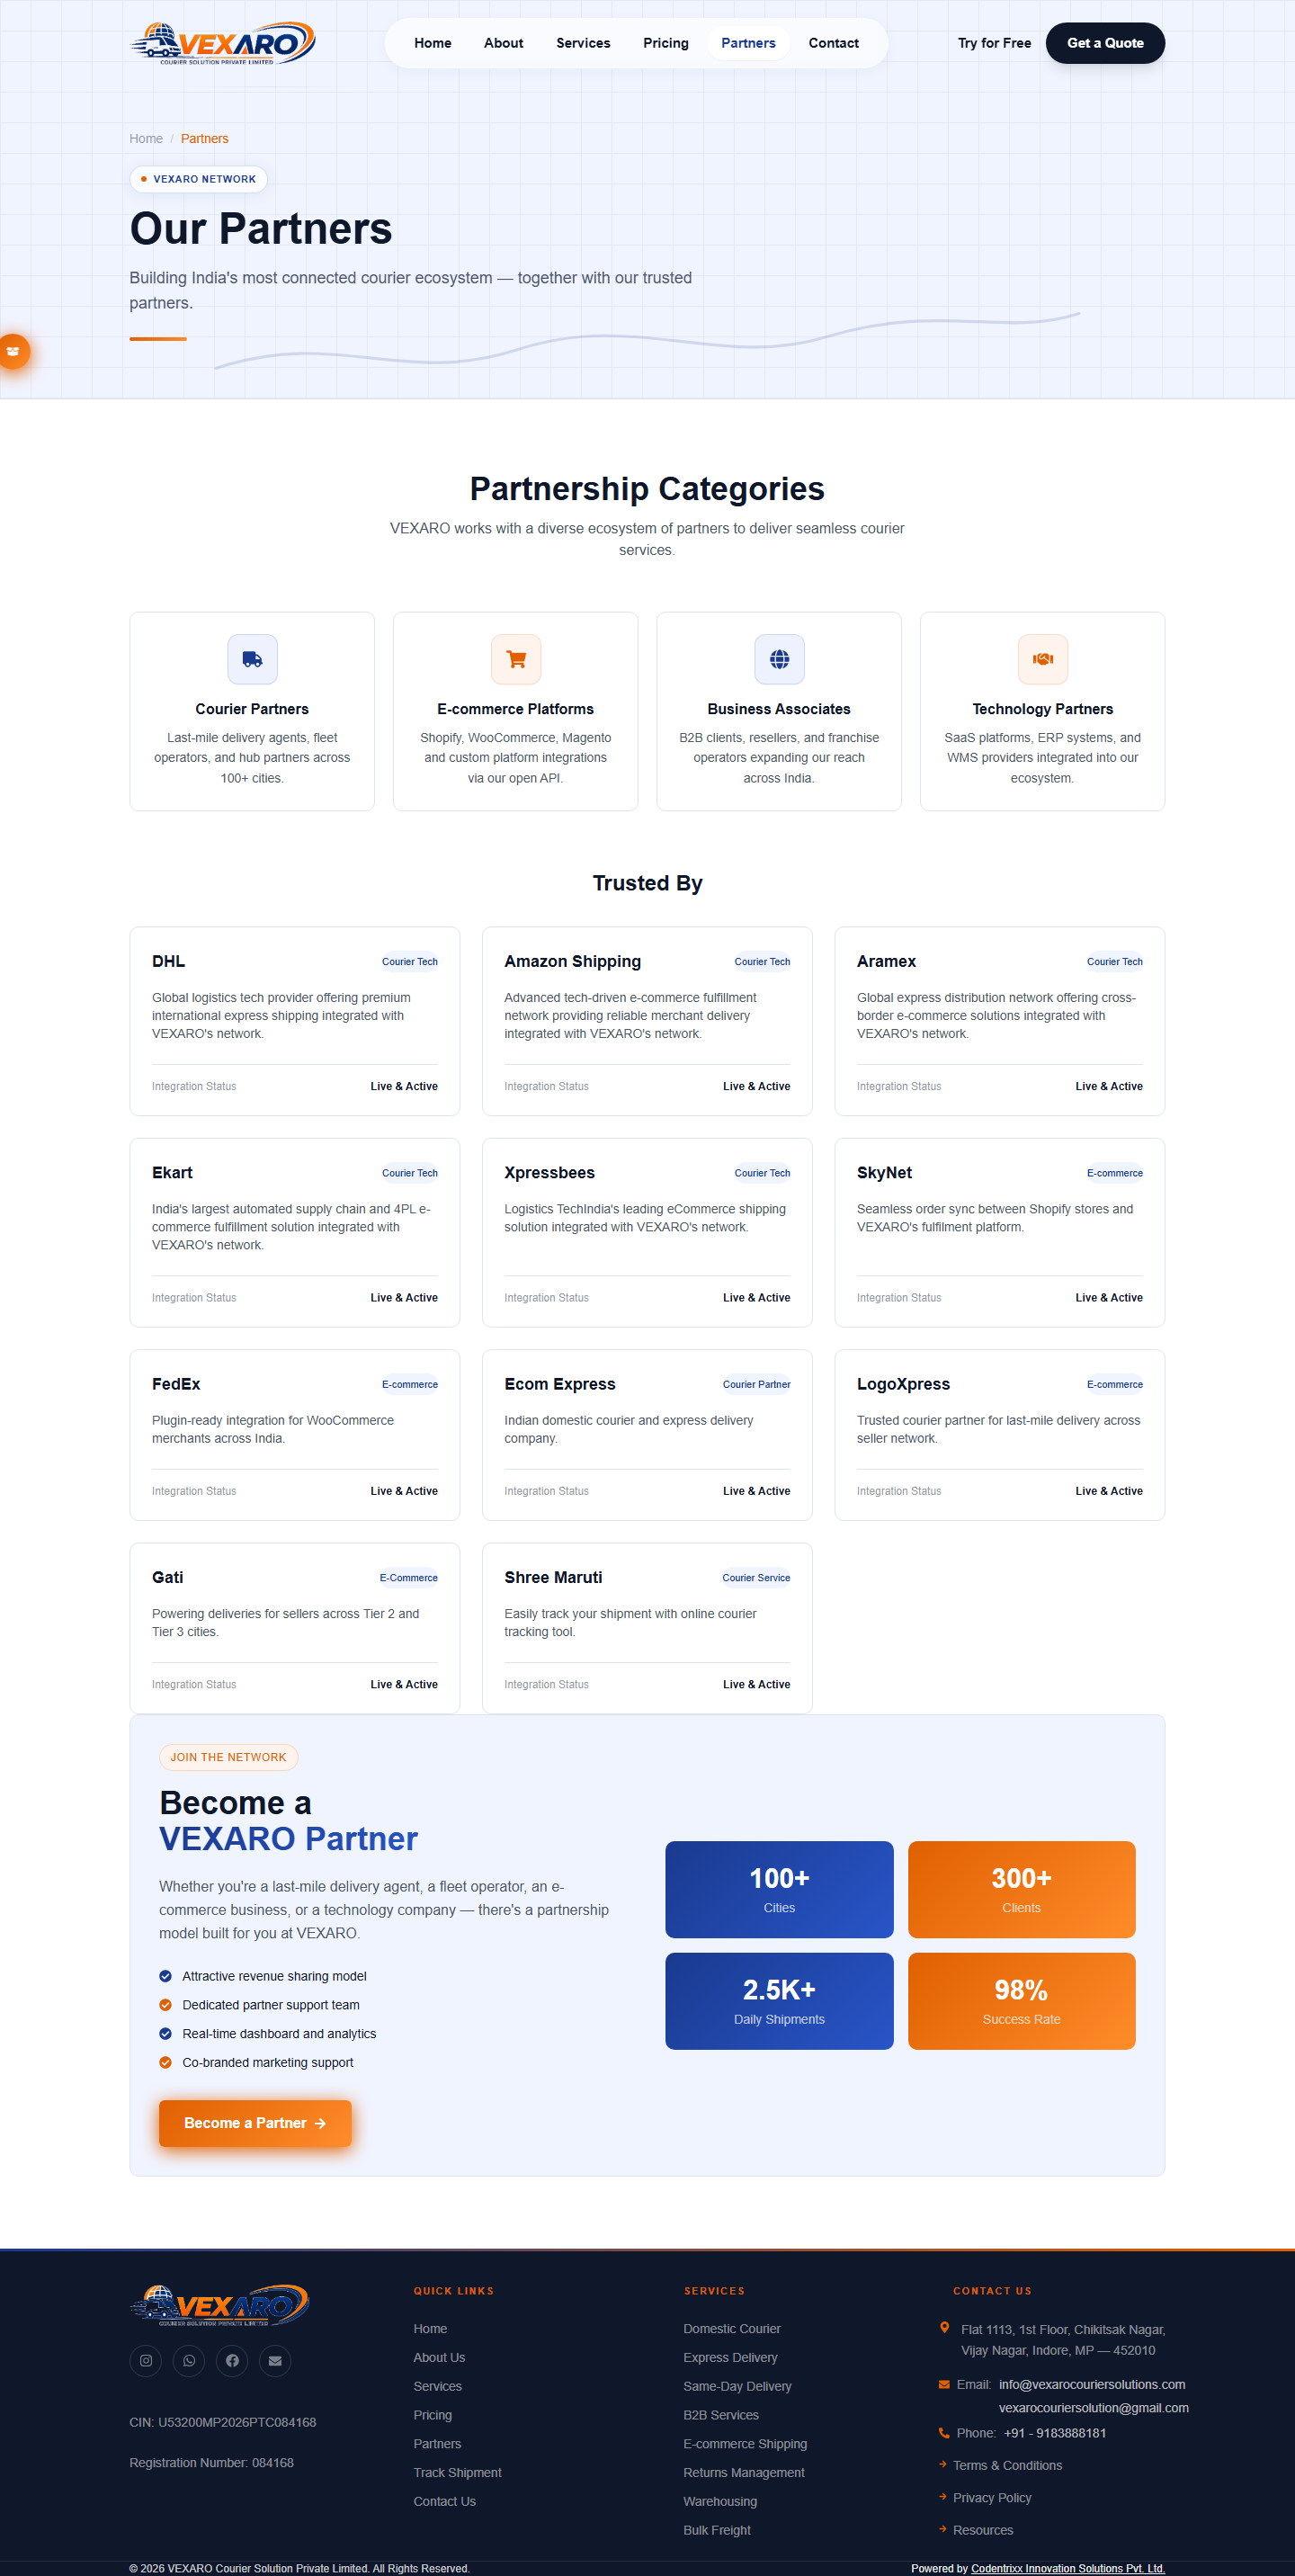 VEXARO
COURIER SOLUTION PRIVATE LIMITED
Home About Services Pricing Partners Contact
Try for Free Get a Quote
Home / Partners
VEXARO NETWORK
Our Partners
Building India's most connected courier ecosystem — together with our trusted
partners.
Partnership Categories
VEXARO works with a diverse ecosystem of partners to deliver seamless courier
services.
Courier Partners
Last-mile delivery agents, fleet
operators, and hub partners across
100+ cities.
E-commerce Platforms
Shopify, WooCommerce, Magento
and custom platform integrations
via our open API.
Business Associates
B2B clients, resellers, and franchise
operators expanding our reach
across India.
Technology Partners
SaaS platforms, ERP systems, and
WMS providers integrated into our
ecosystem.
Trusted By
DHL Courier Tech
Global logistics tech provider offering premium
international express shipping integrated with
VEXARO's network.
Integration Status Live & Active
Amazon Shipping Courier Tech
Advanced tech-driven e-commerce fulfillment
network providing reliable merchant delivery
integrated with VEXARO's network.
Integration Status Live & Active
Aramex Courier Tech
Global express distribution network offering cross-
border e-commerce solutions integrated with
VEXARO's network.
Integration Status Live & Active
Ekart Courier Tech
India's largest automated supply chain and 4PL e-
commerce fulfillment solution integrated with
VEXARO's network.
Integration Status Live & Active
Xpressbees Courier Tech
Logistics TechIndia's leading eCommerce shipping
solution integrated with VEXARO's network.
Integration Status Live & Active
SkyNet E-commerce
Seamless order sync between Shopify stores and
VEXARO's fulfilment platform.
Integration Status Live & Active
FedEx E-commerce
Plugin-ready integration for WooCommerce
merchants across India.
Integration Status Live & Active
Ecom Express Courier Partner
Indian domestic courier and express delivery
company.
Integration Status Live & Active
LogoXpress E-commerce
Trusted courier partner for last-mile delivery across
seller network.
Integration Status Live & Active
Gati E-Commerce
Powering deliveries for sellers across Tier 2 and
Tier 3 cities.
Integration Status Live & Active
Shree Maruti Courier Service
Easily track your shipment with online courier
tracking tool.
Integration Status Live & Active
JOIN THE NETWORK
Become a
VEXARO Partner
Whether you're a last-mile delivery agent, a fleet operator, an e-
commerce business, or a technology company — there's a partnership
model built for you at VEXARO.
Attractive revenue sharing model
Dedicated partner support team
Real-time dashboard and analytics
Co-branded marketing support
Become a Partner →
100+
Cities
300+
Clients
2.5K+
Daily Shipments
98%
Success Rate
VEXARO
COURIER SOLUTION PRIVATE LIMITED
CIN: U53200MP2026PTC084168
Registration Number: 084168
QUICK LINKS
Home
About Us
Services
Pricing
Partners
Track Shipment
Contact Us
SERVICES
Domestic Courier
Express Delivery
Same-Day Delivery
B2B Services
E-commerce Shipping
Returns Management
Warehousing
Bulk Freight
CONTACT US
Flat 1113, 1st Floor, Chikitsak Nagar,
Vijay Nagar, Indore, MP — 452010
Email: info@vexarocouriersolutions.com
vexarocouriersolution@gmail.com
Phone: +91 - 9183888181
→ Terms & Conditions
→ Privacy Policy
→ Resources
© 2026 VEXARO Courier Solution Private Limited. All Rights Reserved.
Powered by Codentrixx Innovation Solutions Pvt. Ltd.